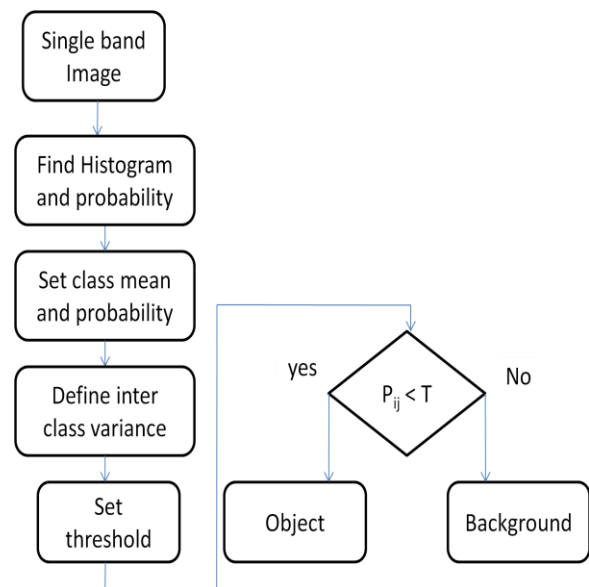 Single band
Image
Find Histogram
and probability
Set class mean
and probability
Define inter
class variance
Set
threshold
yes
P_ij < T
No
Object
Background